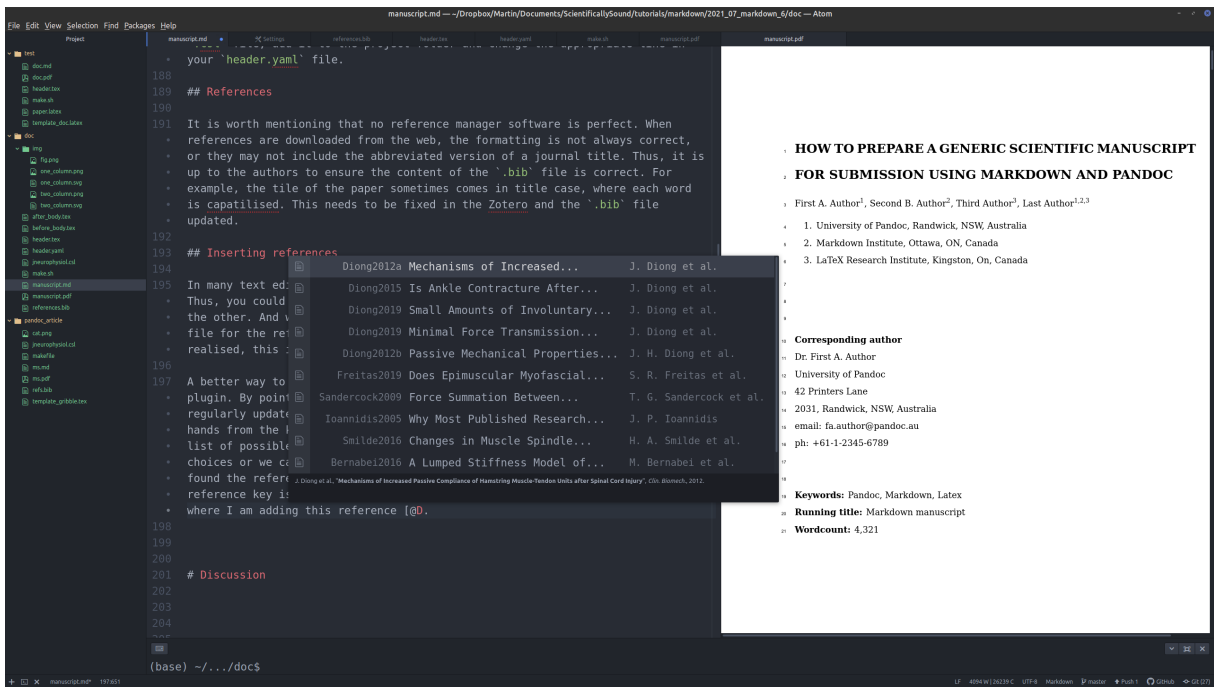 manuscript.md — ~/Dropbox/Martin/Documents/ScientificallySound/tutorials/markdown/2021_07_markdown_6/doc — Atom
File Edit View Selection Find Packages Help
Project
manuscript.md
Settings
references.bib
header.tex
header.yaml
make.sh
manuscript.pdf
manuscript.pdf
test
doc.md
doc.pdf
header.tex
make.sh
paper.latex
template_doc.latex
doc
img
fig.png
one_column.png
one_column.svg
two_column.png
two_column.svg
after_body.tex
before_body.tex
header.tex
header.yaml
jneurophysiol.csl
make.sh
manuscript.md
manuscript.pdf
references.bib
pandoc_article
cat.png
jneurophysiol.csl
makefile
ms.md
ms.pdf
refs.bib
template_gribble.tex
your `header.yaml` file.
188
189 ## References
190
191 It is worth mentioning that no reference manager software is perfect. When
references are downloaded from the web, the formatting is not always correct,
or they may not include the abbreviated version of a journal title. Thus, it is
up to the authors to ensure the content of the `.bib` file is correct. For
example, the tile of the paper sometimes comes in title case, where each word
is capatilised. This needs to be fixed in the Zotero and the `.bib` file
updated.
192
193 ## Inserting references
194
195 In many text edi
Thus, you could
the other. And w
file for the ref
realised, this i
196
197 A better way to
plugin. By point
regularly update
hands from the k
list of possible
choices or we ca
found the refere
reference key is
where I am adding this reference [@D.
198
199
200
201 # Discussion
202
203
204
Diong2012a Mechanisms of Increased... J. Diong et al.
Diong2015 Is Ankle Contracture After... J. Diong et al.
Diong2019 Small Amounts of Involuntary... J. Diong et al.
Diong2019 Minimal Force Transmission... J. Diong et al.
Diong2012b Passive Mechanical Properties... J. H. Diong et al.
Freitas2019 Does Epimuscular Myofascial... S. R. Freitas et al.
Sandercock2009 Force Summation Between... T. G. Sandercock et al.
Ioannidis2005 Why Most Published Research... J. P. Ioannidis
Smilde2016 Changes in Muscle Spindle... H. A. Smilde et al.
Bernabei2016 A Lumped Stiffness Model of... M. Bernabei et al.
J. Diong et al., "Mechanisms of Increased Passive Compliance of Hamstring Muscle-Tendon Units after Spinal Cord Injury", Clin. Biomech., 2012.
1 HOW TO PREPARE A GENERIC SCIENTIFIC MANUSCRIPT
2 FOR SUBMISSION USING MARKDOWN AND PANDOC
3 First A. Author1, Second B. Author2, Third Author3, Last Author1,2,3
4 1. University of Pandoc, Randwick, NSW, Australia
5 2. Markdown Institute, Ottawa, ON, Canada
6 3. LaTeX Research Institute, Kingston, On, Canada
7
8
9
10 Corresponding author
11 Dr. First A. Author
12 University of Pandoc
13 42 Printers Lane
14 2031, Randwick, NSW, Australia
15 email: fa.author@pandoc.au
16 ph: +61-1-2345-6789
17
18
19 Keywords: Pandoc, Markdown, Latex
20 Running title: Markdown manuscript
21 Wordcount: 4,321
(base) ~/.../doc$
manuscript.md* 197:651
LF 4094 W | 26239 C UTF-8 Markdown master Push 1 GitHub Git (27)